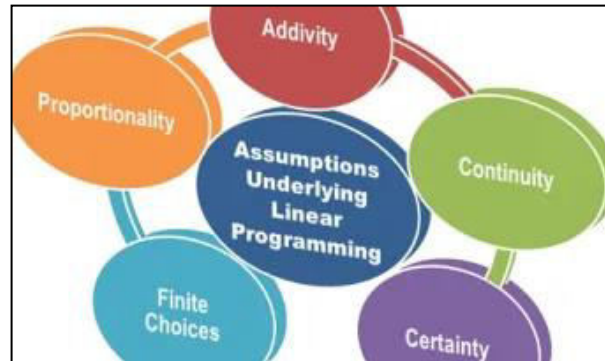 Addivity
Proportionality
Continuity
Assumptions
Underlying
Linear
Programming
Finite
Choices
Certainty